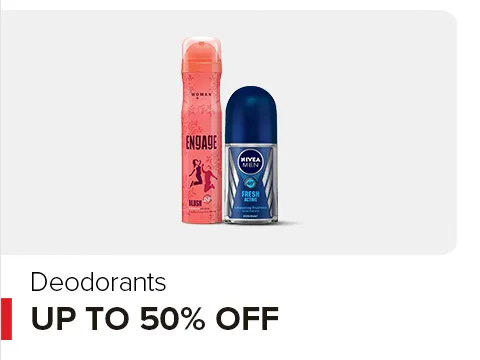 WOMAN
ENGAGE
BLUSH
NIVEA
MEN
FRESH
ACTIVE
Deodorants
UP TO 50% OFF